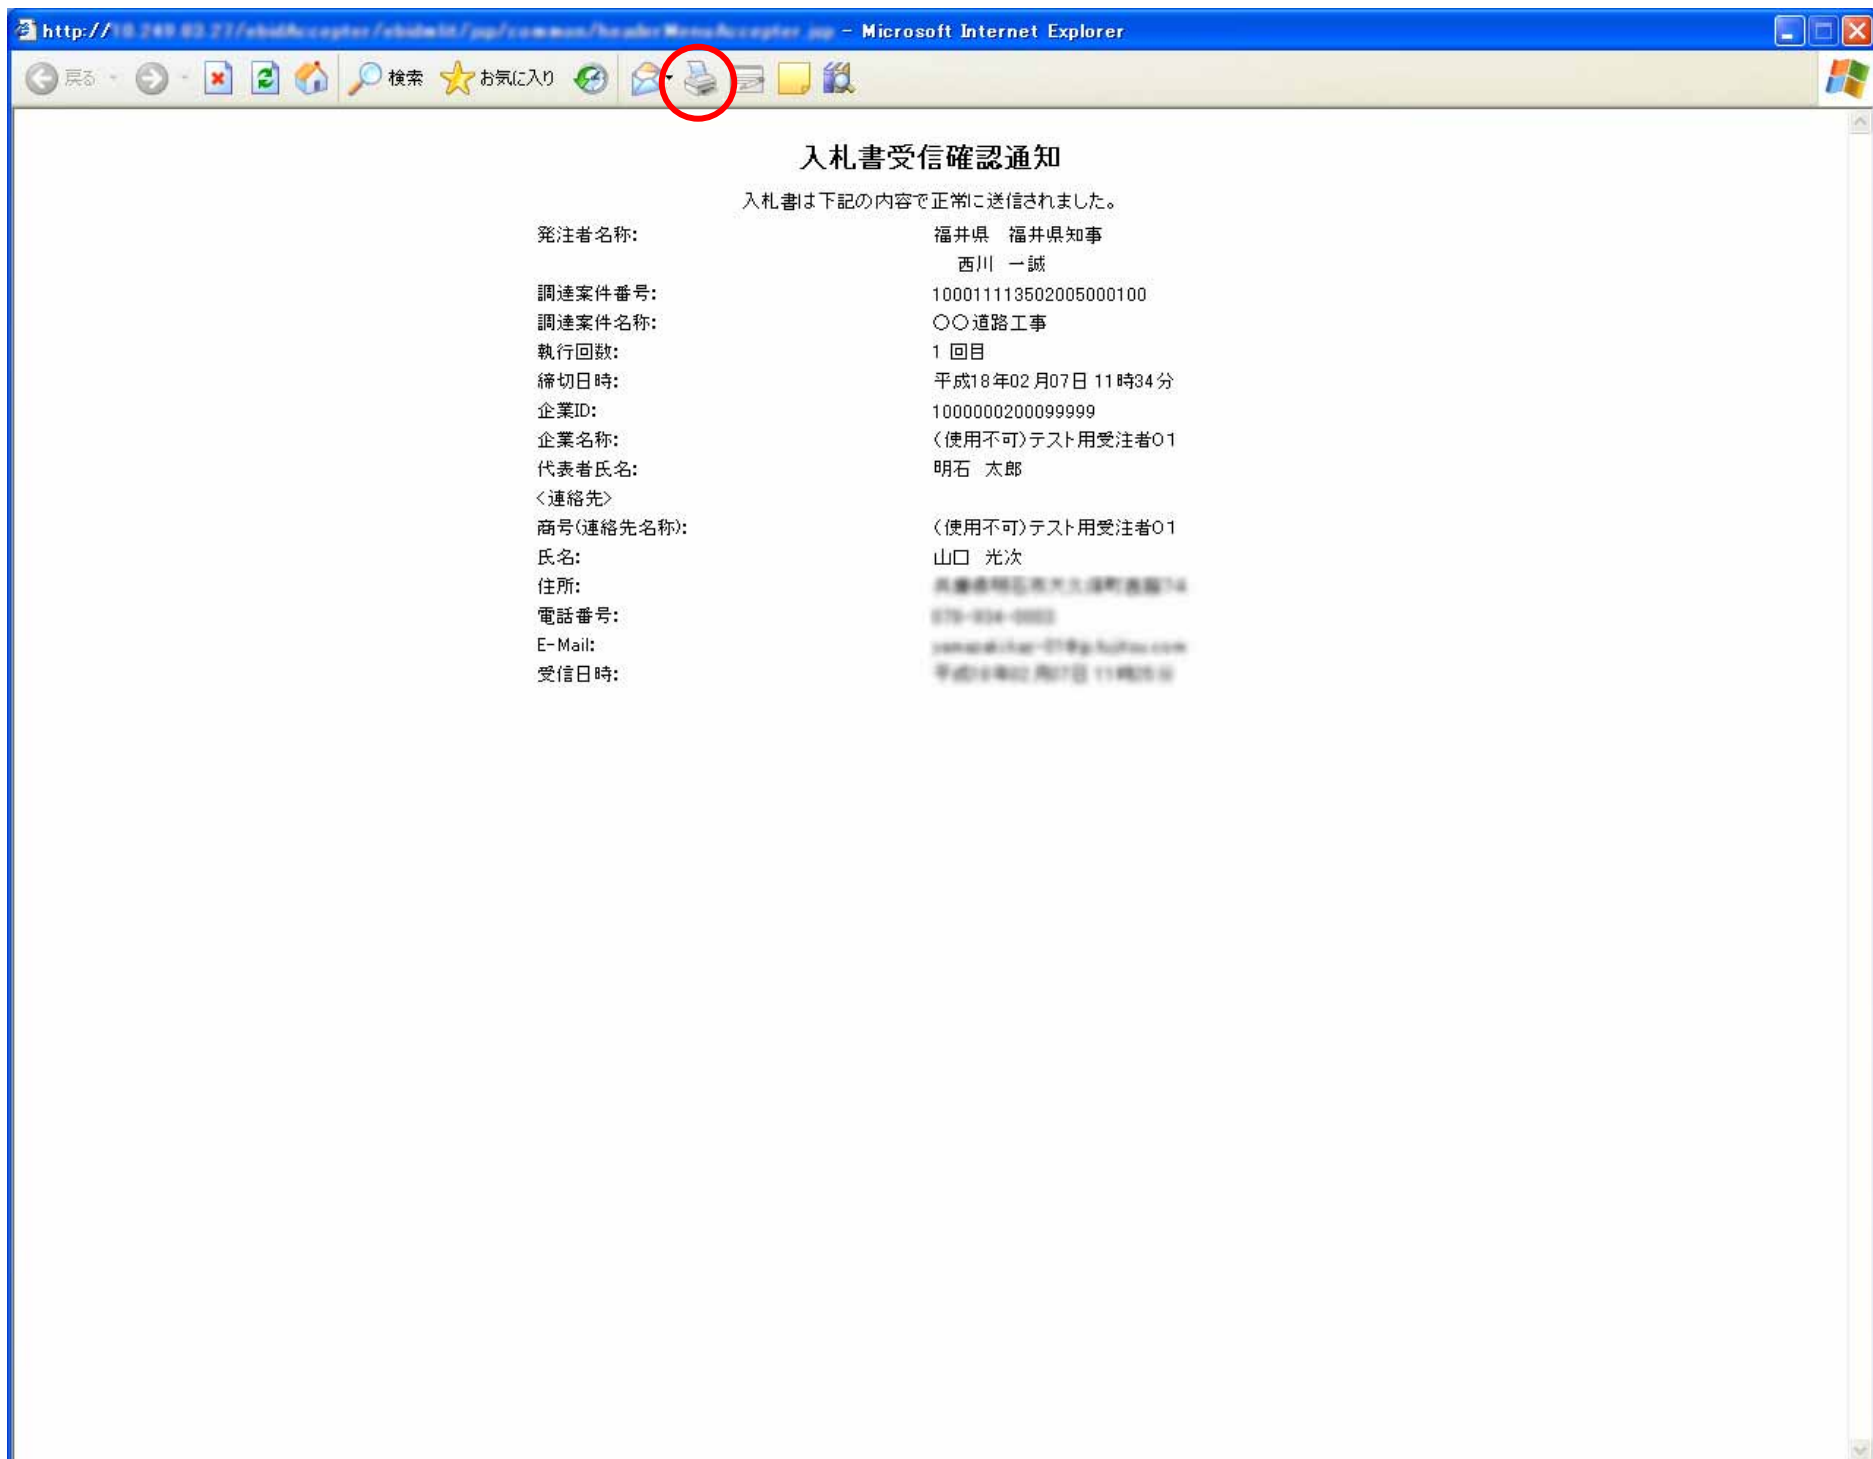 http:// - Microsoft Internet Explorer
戻る 検索 お気に入り
入札書受信確認通知
入札書は下記の内容で正常に送信されました。
発注者名称: 福井県　福井県知事
西川　一誠
調達案件番号: 100011113502005000100
調達案件名称: 〇〇道路工事
執行回数: 1 回目
締切日時: 平成18年02月07日 11時34分
企業ID: 1000000200099999
企業名称: (使用不可)テスト用受注者01
代表者氏名: 明石　太郎
<連絡先>
商号(連絡先名称): (使用不可)テスト用受注者01
氏名: 山口　光次
住所:
電話番号:
E-Mail:
受信日時: